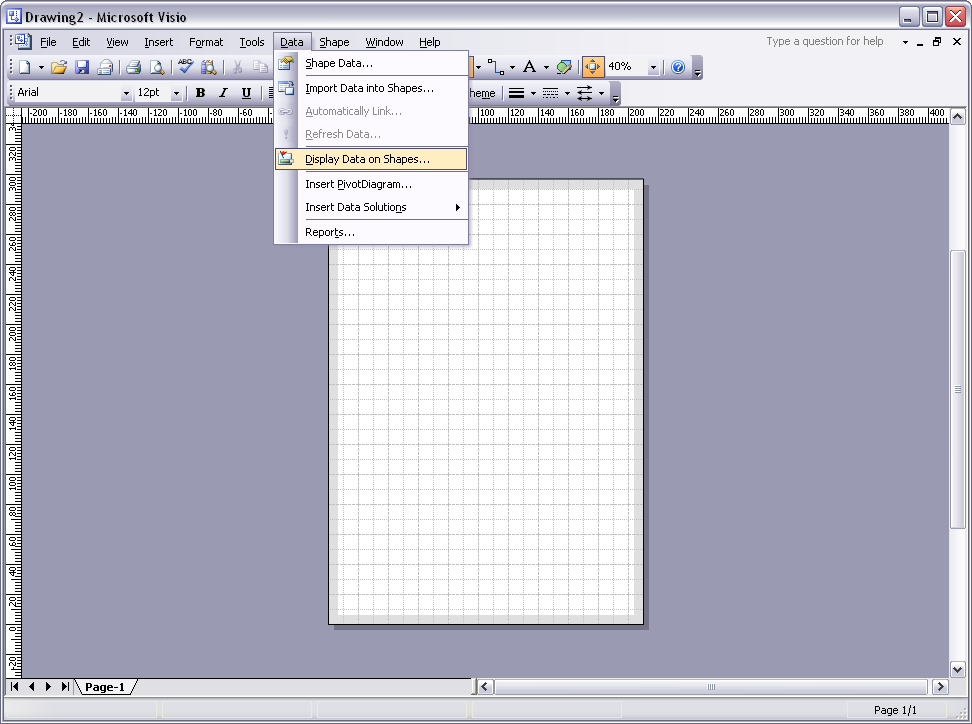 Drawing2 - Microsoft Visio
File Edit View Insert Format Tools Data Shape Window Help Type a question for help
40%
Arial 12pt B I U heme
-200 -180 -160 -140 -120 -100 -80 -60 100 120 140 160 180 200 220 240 260 280 300 320 340 360 380 400
Shape Data...
Import Data into Shapes...
Automatically Link...
Refresh Data...
Display Data on Shapes...
Insert PivotDiagram...
Insert Data Solutions
Reports...
320
300
280
260
240
220
200
180
160
140
120
100
80
60
40
20
0
-20
Page-1
Page 1/1